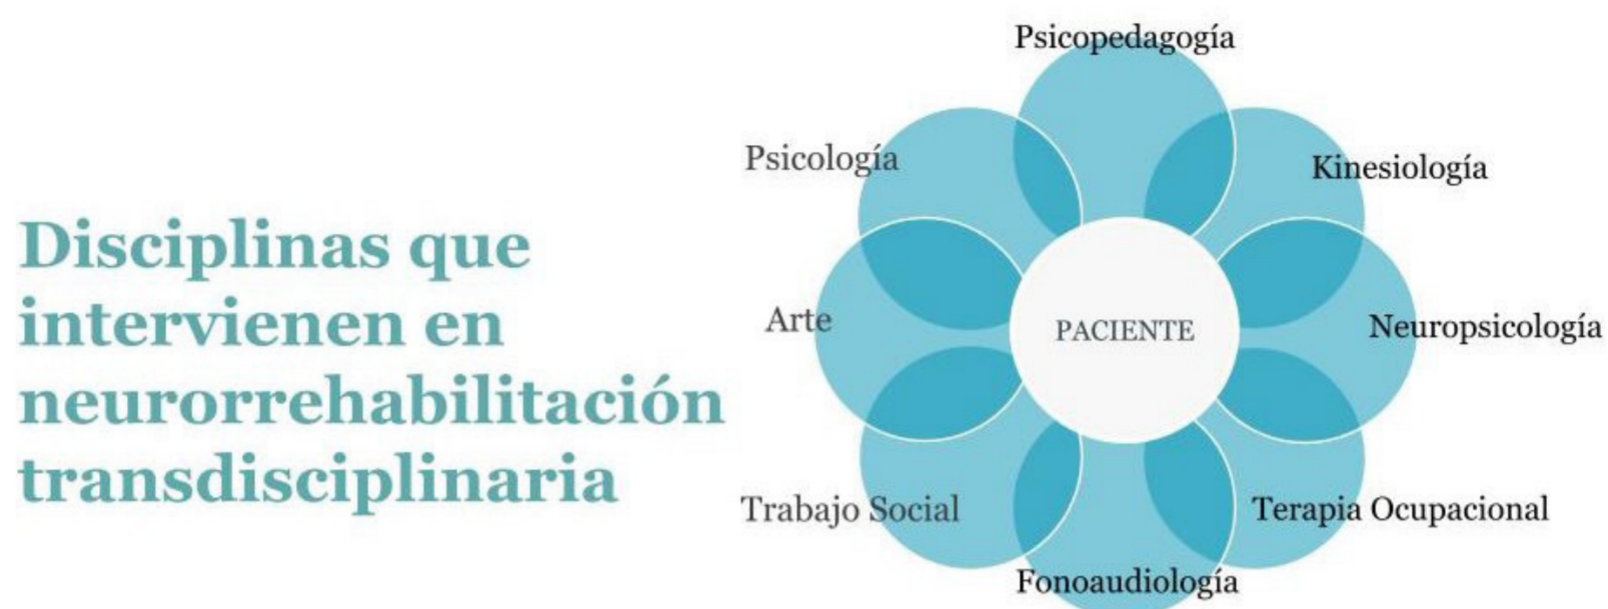 Disciplinas que
intervienen en
neurorrehabilitación
transdisciplinaria
Psicopedagogía
Kinesiología
Neuropsicología
Terapia Ocupacional
Fonoaudiología
Trabajo Social
Arte
Psicología
PACIENTE